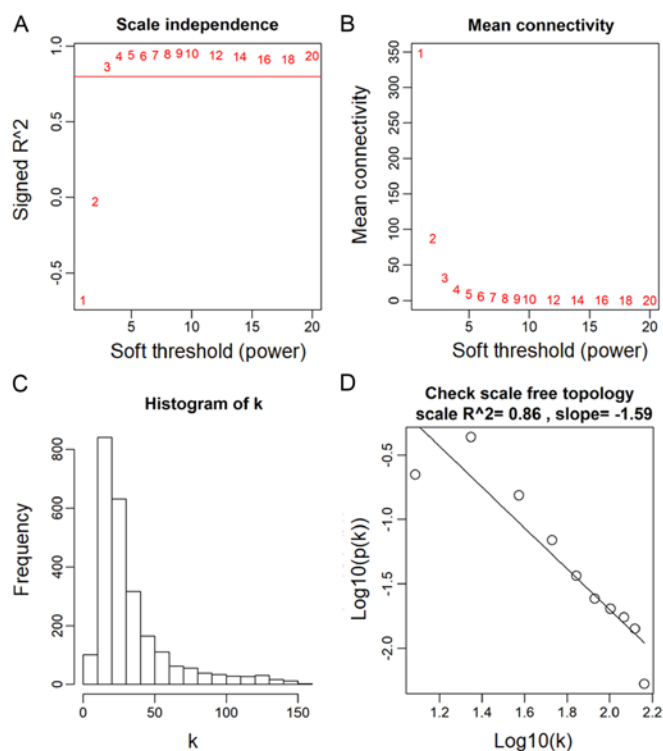 A
Scale independence
Signed R^2
1.0
0.5
0.0
-0.5
1
2
3 4 5 6 7 8 9 10 12 14 16 18 20
5 10 15 20
Soft threshold (power)
B
Mean connectivity
Mean connectivity
350
300
250
200
150
100
50
0
1
2
3 4 5 6 7 8 9 10 12 14 16 18 20
5 10 15 20
Soft threshold (power)
C
Histogram of k
Frequency
800
600
400
200
0
0 50 100 150
k
D
Check scale free topology
scale R^2= 0.86 , slope= -1.59
Log10(p(k))
-0.5
-1.0
-1.5
-2.0
1.2 1.4 1.6 1.8 2.0 2.2
Log10(k)